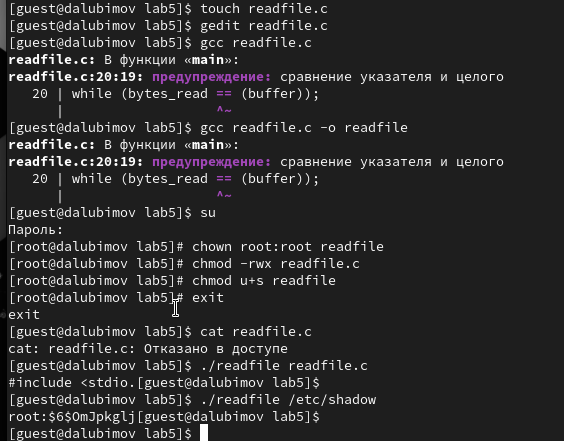 [guest@dalubimov lab5]$ touch readfile.c
[guest@dalubimov lab5]$ gedit readfile.c
[guest@dalubimov lab5]$ gcc readfile.c
readfile.c: В функции «main»:
readfile.c:20:19: предупреждение: сравнение указателя и целого
   20 | while (bytes_read == (buffer));
      |                   ^~
[guest@dalubimov lab5]$ gcc readfile.c -o readfile
readfile.c: В функции «main»:
readfile.c:20:19: предупреждение: сравнение указателя и целого
   20 | while (bytes_read == (buffer));
      |                   ^~
[guest@dalubimov lab5]$ su
Пароль:
[root@dalubimov lab5]# chown root:root readfile
[root@dalubimov lab5]# chmod -rwx readfile.c
[root@dalubimov lab5]# chmod u+s readfile
[root@dalubimov lab5]# exit
exit
[guest@dalubimov lab5]$ cat readfile.c
cat: readfile.c: Отказано в доступе
[guest@dalubimov lab5]$ ./readfile readfile.c
#include <stdio.[guest@dalubimov lab5]$
[guest@dalubimov lab5]$ ./readfile /etc/shadow
root:$6$OmJpkglj[guest@dalubimov lab5]$
[guest@dalubimov lab5]$